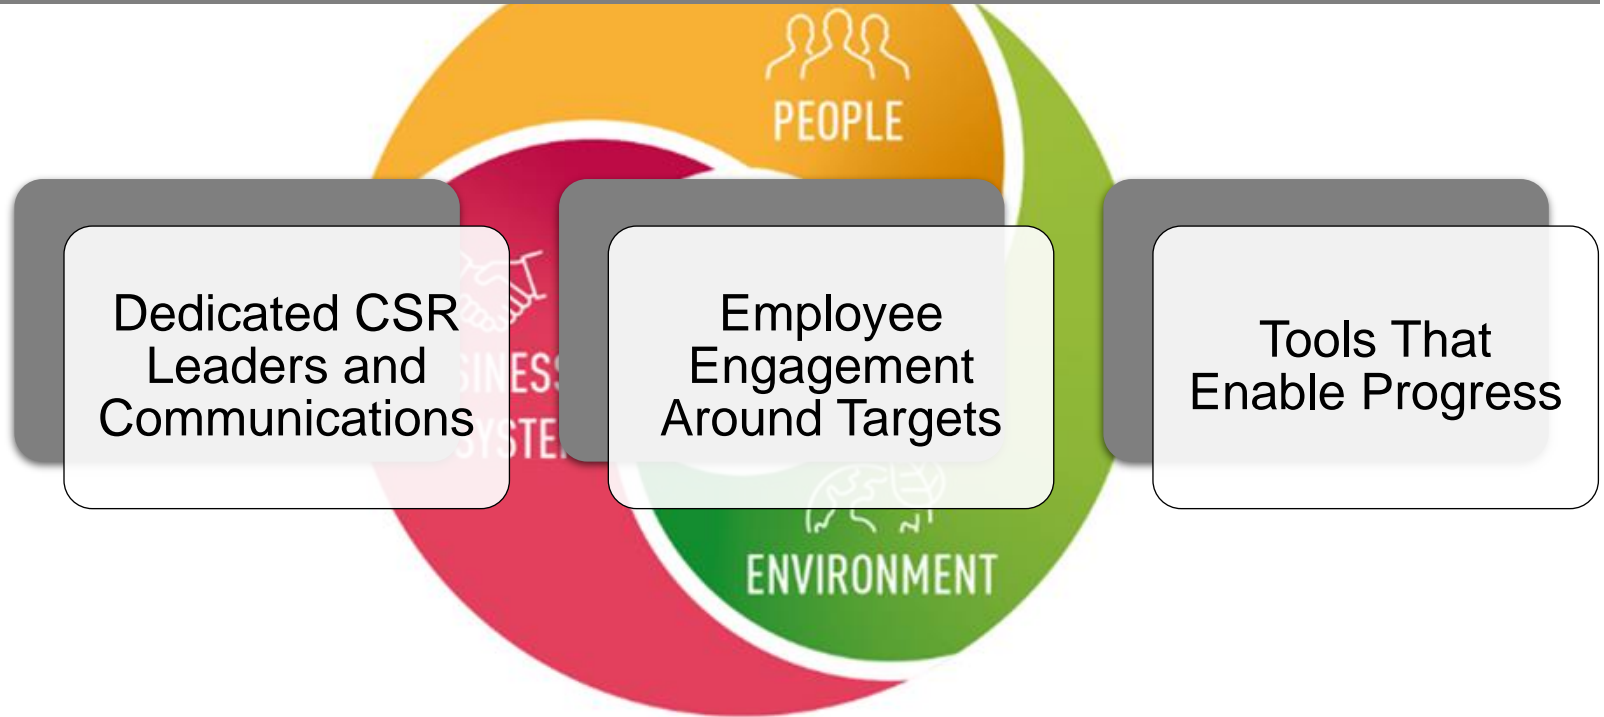 PEOPLE
Dedicated CSR
Leaders and
Communications
Employee
Engagement
Around Targets
Tools That
Enable Progress
ENVIRONMENT